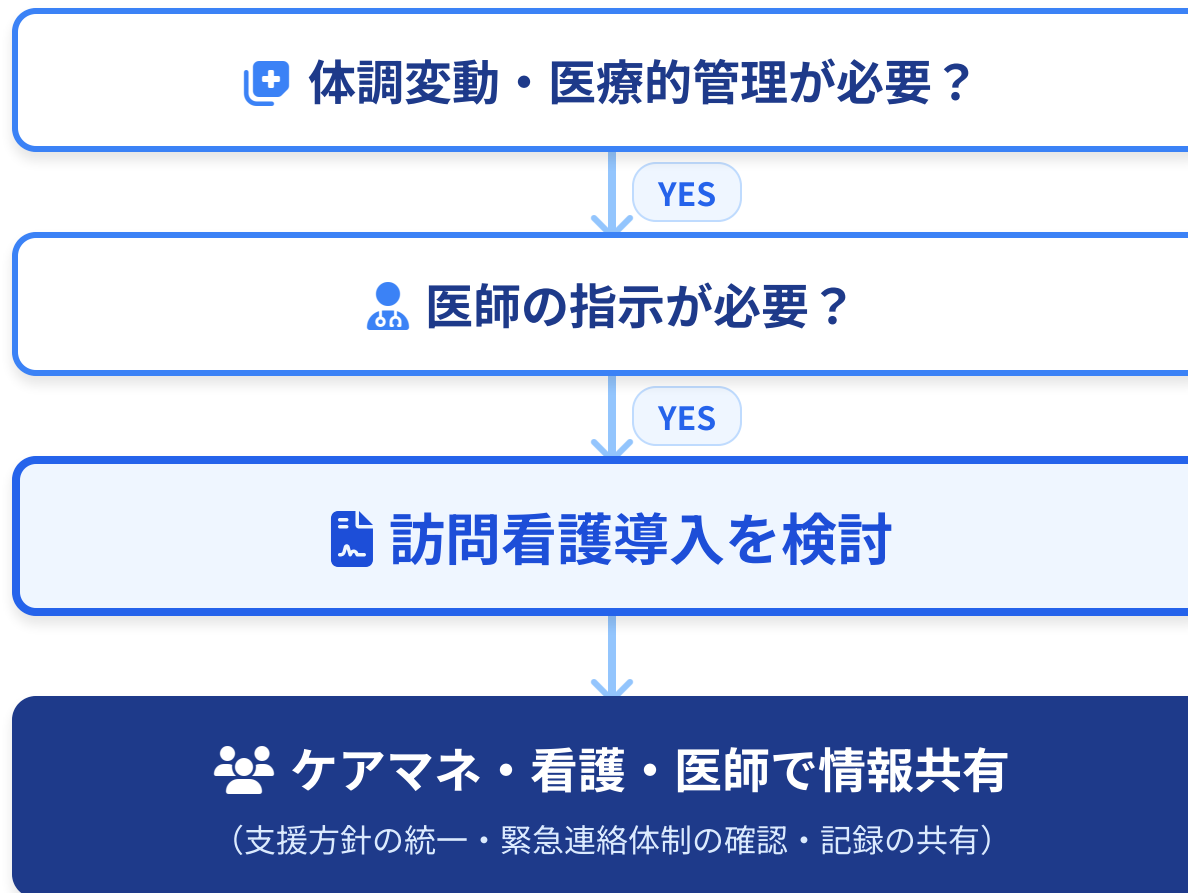 体調変動・医療的管理が必要？
YES
医師の指示が必要？
YES
訪問看護導入を検討
ケアマネ・看護・医師で情報共有
（支援方針の統一・緊急連絡体制の確認・記録の共有）